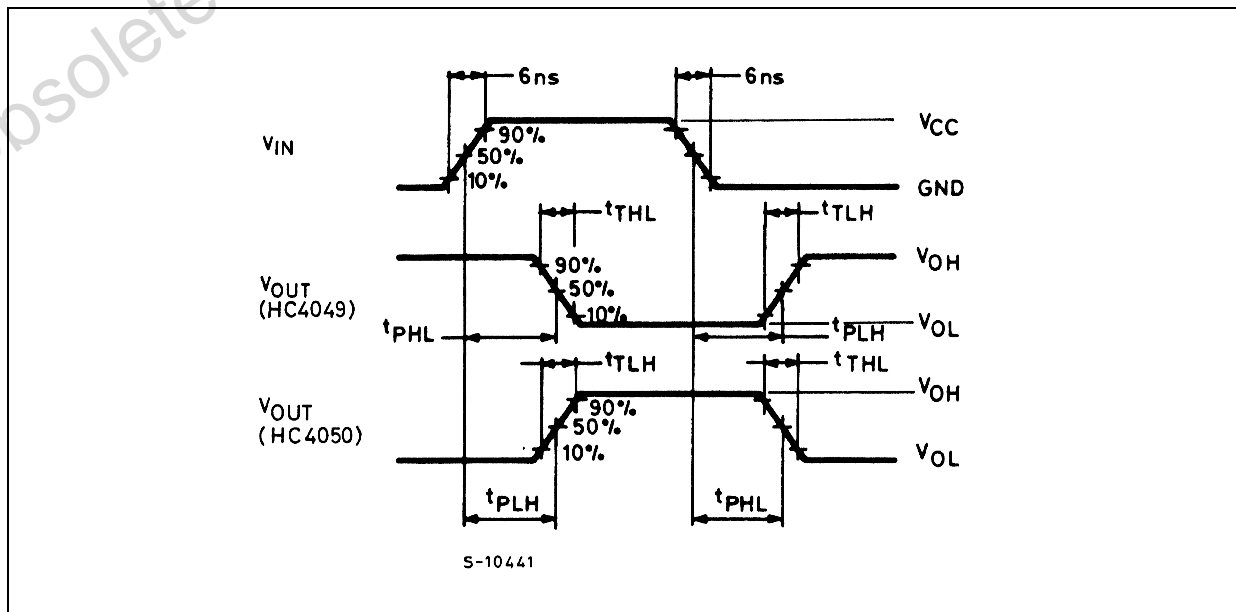 bsolete
6ns 6ns
VIN 90% 50% 10% VCC
GND
tTHL tTLH
VOUT (HC4049) 90% 50% 10% VOH
tPHL tPLH VOL
tTLH tTHL
VOUT (HC4050) 90% 50% 10% VOH
VOL
tPLH tPHL
S-10441